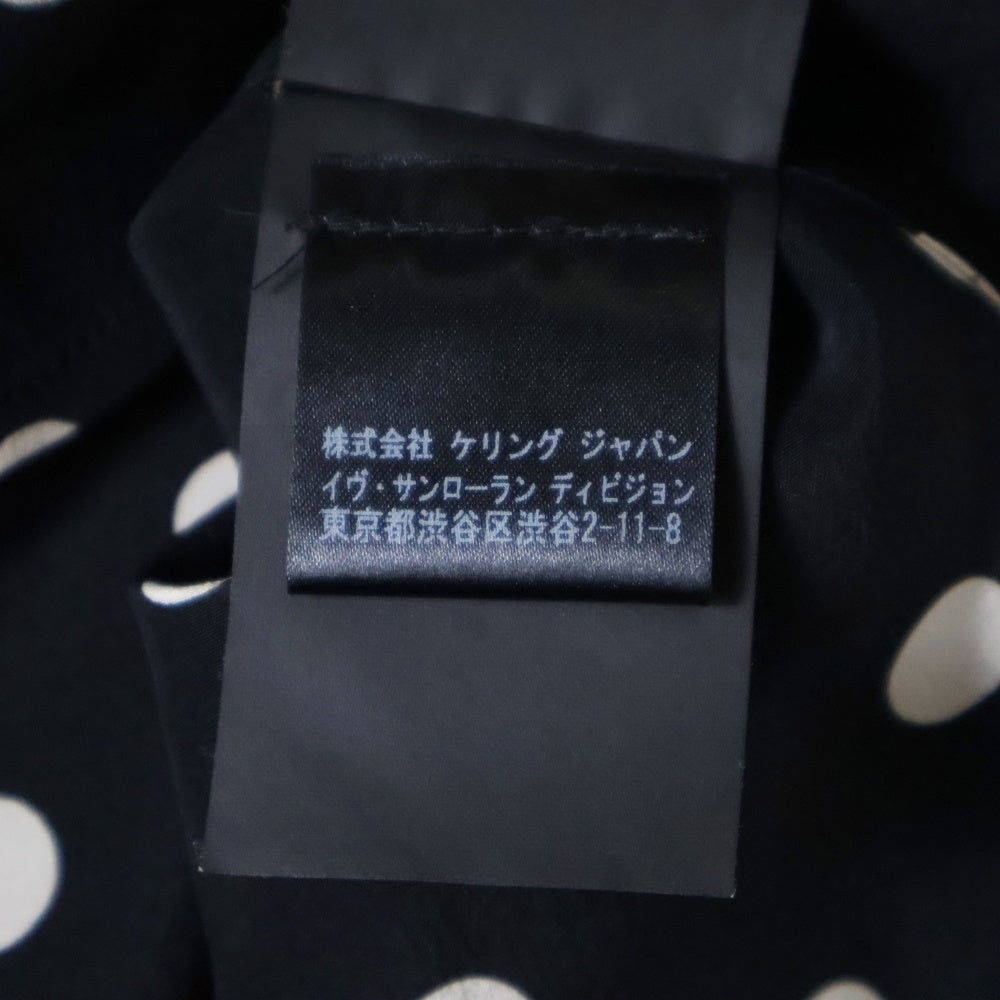 株式会社 ケリング ジャパン
イヴ・サンローラン ディビジョン
東京都渋谷区渋谷2-11-8